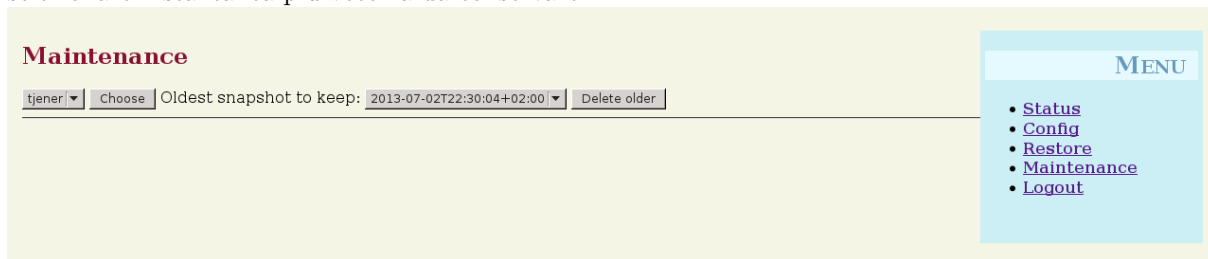 Maintenance
tjener Choose Oldest snapshot to keep: 2013-07-02T22:30:04+02:00 Delete older
MENU
Status
Config
Restore
Maintenance
Logout